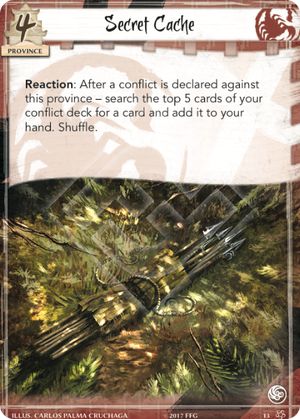 4
Secret Cache
PROVINCE
Reaction: After a conflict is declared against
this province – search the top 5 cards of your
conflict deck for a card and add it to your
hand. Shuffle.
ILLUS. CARLOS PALMA CRUCHAGA
© 2017 FFG
13